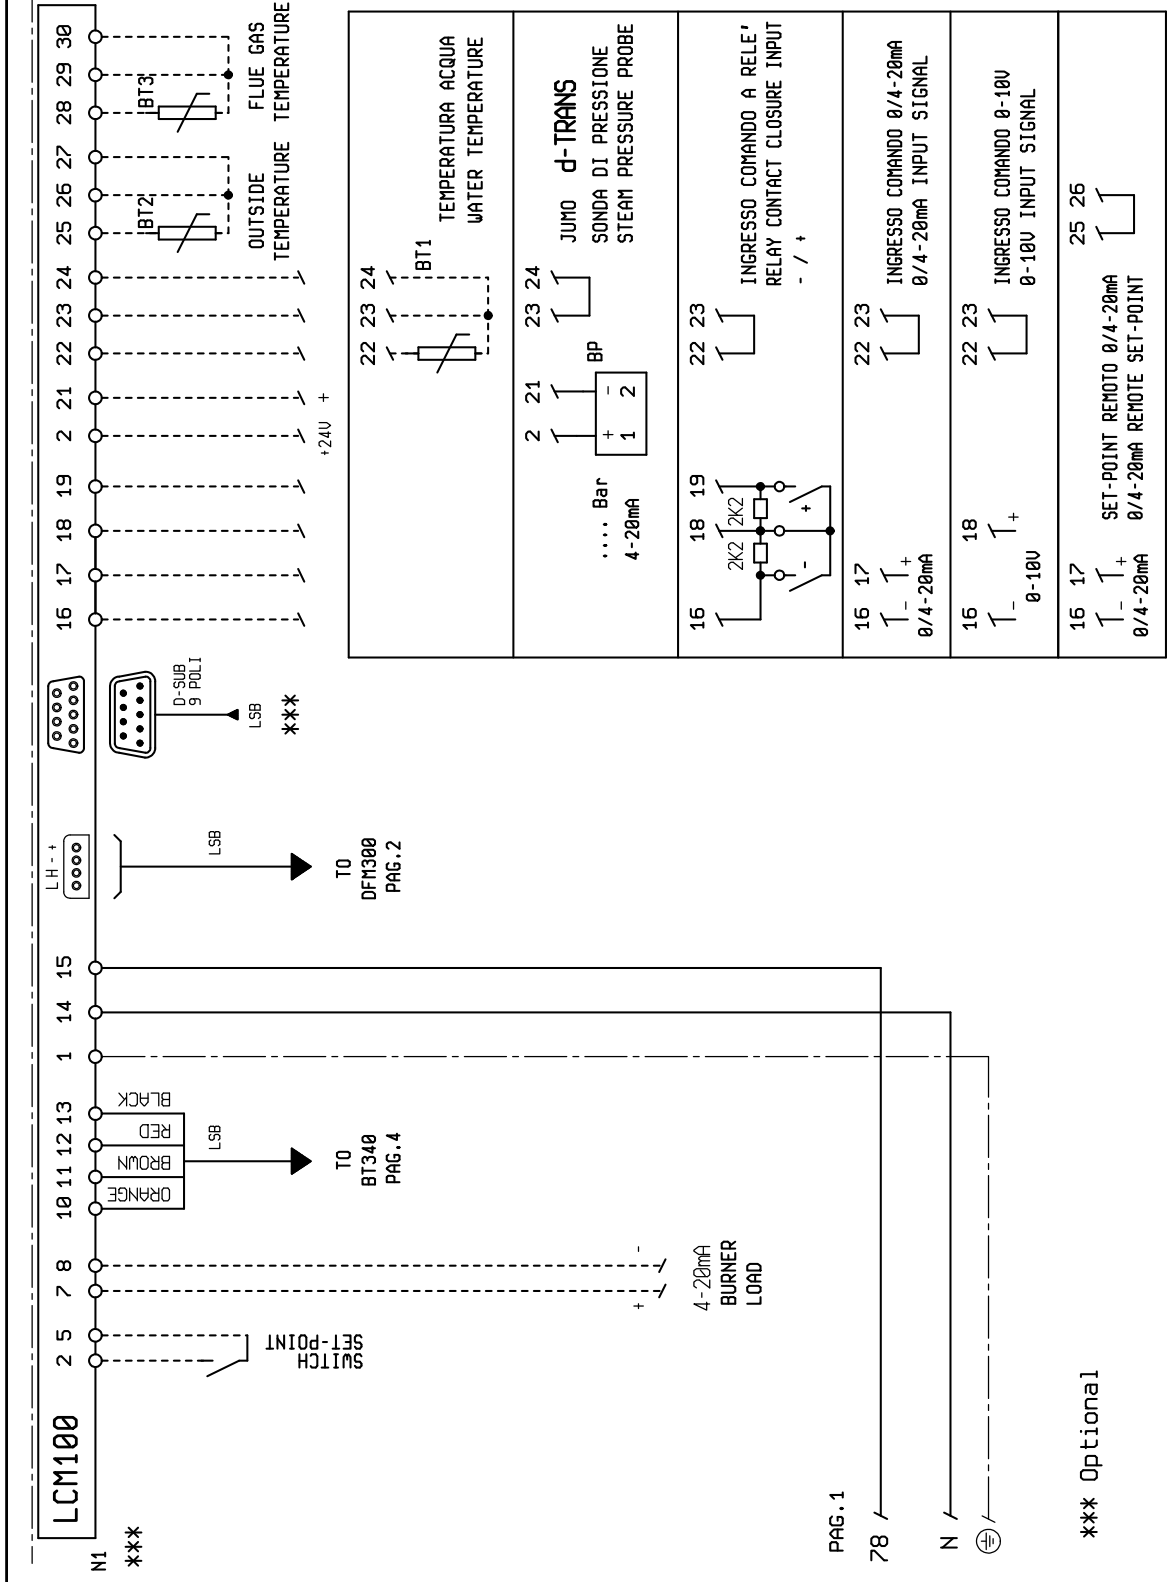 LCM100
N1
***
2 5 7 8 10 11 12 13 1 14 15
L H - +
16 17 18 19 2 21 22 23 24 25 26 27 28 29 30
SWITCH
SET-POINT
+ -
4-20mA
BURNER
LOAD
ORANGE
BROWN
RED
BLACK
LSB
TO
BT340
PAG.4
LSB
TO
DFM300
PAG.2
D-SUB
9 POLI
LSB
***
+24V +
BT2
OUTSIDE
TEMPERATURE
BT3
FLUE GAS
TEMPERATURE
22 23 24
BT1
TEMPERATURA ACQUA
WATER TEMPERATURE
2 21 23 24
BP
+ -
1 2
.... Bar
4-20mA
JUMO d-TRANS
SONDA DI PRESSIONE
STEAM PRESSURE PROBE
16 18 19 22 23
2K2 2K2
- +
INGRESSO COMANDO A RELE'
RELAY CONTACT CLOSURE INPUT
- / +
16 17 22 23
- +
0/4-20mA
INGRESSO COMANDO 0/4-20mA
0/4-20mA INPUT SIGNAL
16 18 22 23
- +
0-10V
INGRESSO COMANDO 0-10V
0-10V INPUT SIGNAL
16 17 25 26
- +
0/4-20mA
SET-POINT REMOTO 0/4-20mA
0/4-20mA REMOTE SET-POINT
PAG.1
78
N
*** Optional